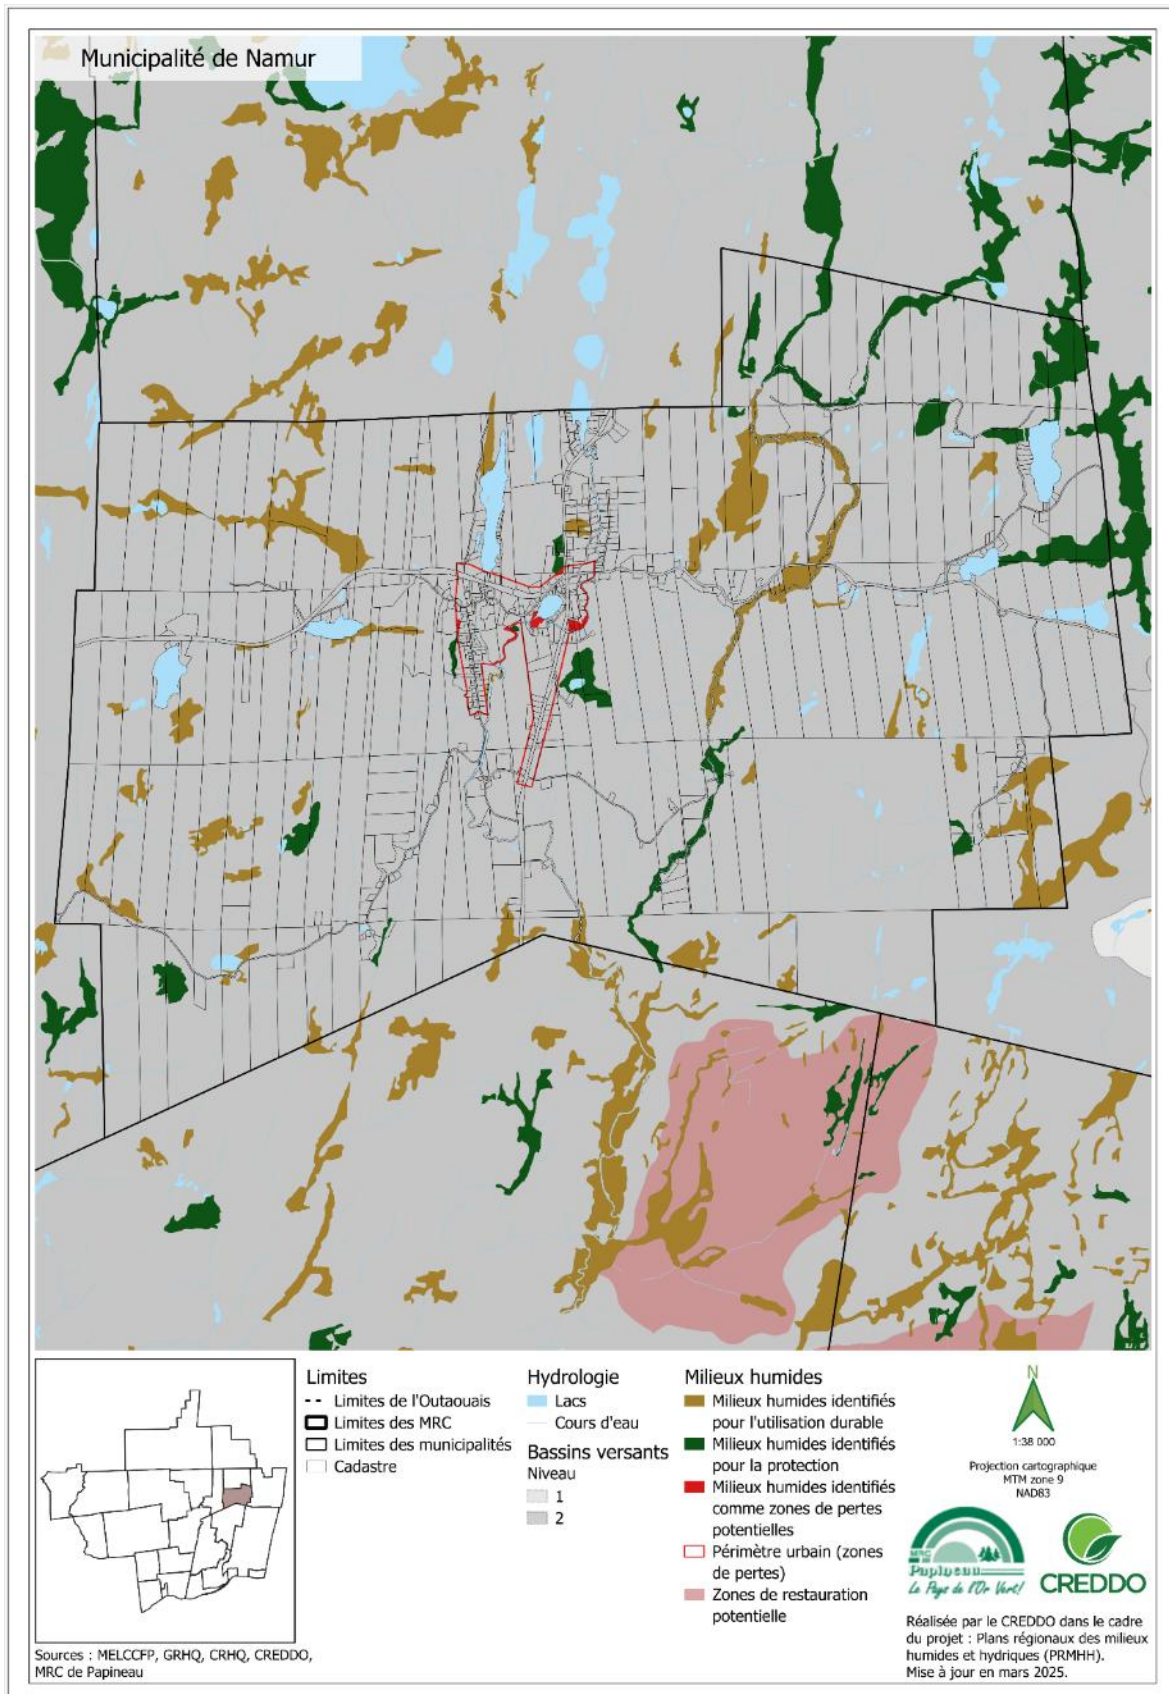 Municipalité de Namur
Limites
Limites de l'Outaouais
Limites des MRC
Limites des municipalités
Cadastre
Hydrologie
Lacs
Cours d'eau
Bassins versants
Niveau
1
2
Milieux humides
Milieux humides identifiés
pour l'utilisation durable
Milieux humides identifiés
pour la protection
Milieux humides identifiés
comme zones de pertes
potentielles
Périmètre urbain (zones
de pertes)
Zones de restauration
potentielle
N
1:38 000
Projection cartographique
MTM zone 9
NAD83
MRC
Papineau
Le Pays de l'Or Vert!
CREDDO
Réalisée par le CREDDO dans le cadre
du projet : Plans régionaux des milieux
humides et hydriques (PRMHH).
Mise à jour en mars 2025.
Sources : MELCCFP, GRHQ, CRHQ, CREDDO,
MRC de Papineau